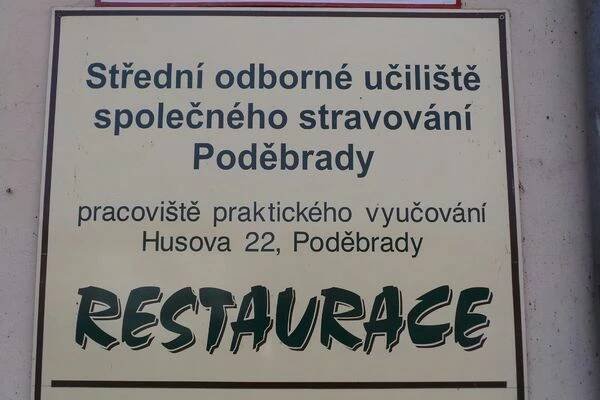 Střední odborné učiliště
společného stravování
Poděbrady
pracoviště praktického vyučování
Husova 22, Poděbrady
RESTAURACE